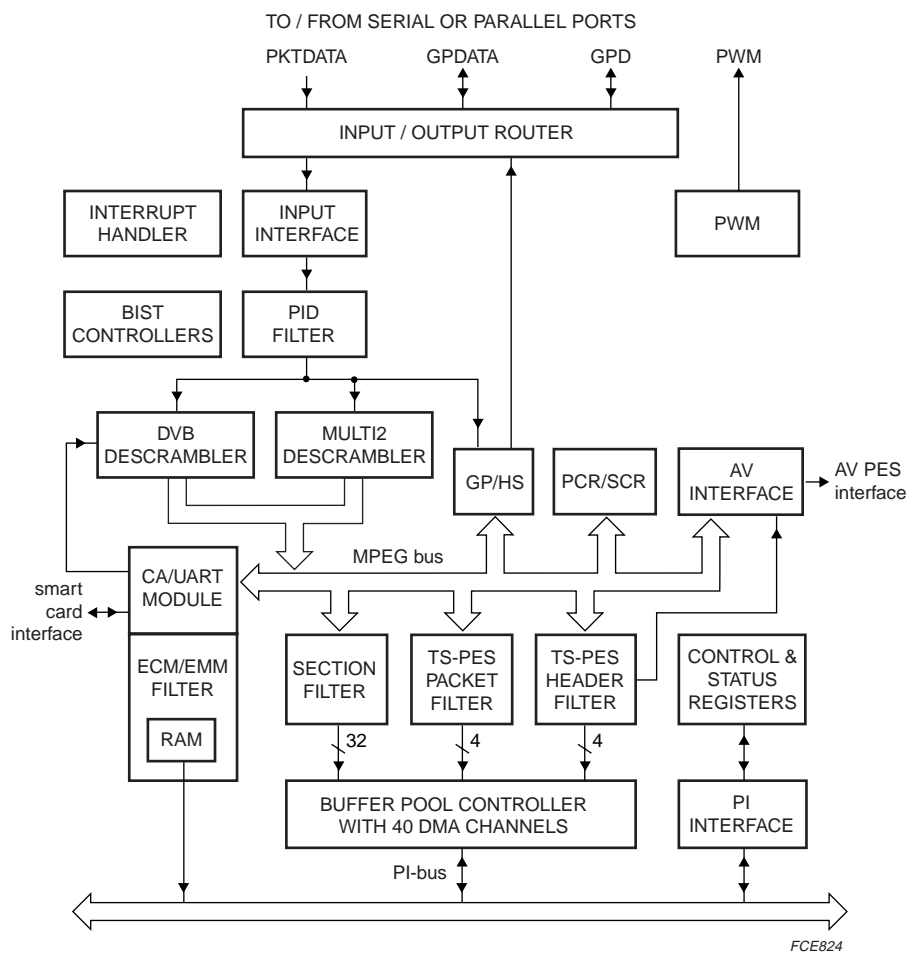 TO / FROM SERIAL OR PARALLEL PORTS
PKTDATA
GPDATA
GPD
PWM
INPUT / OUTPUT ROUTER
INTERRUPT
HANDLER
INPUT
INTERFACE
PWM
BIST
CONTROLLERS
PID
FILTER
DVB
DESCRAMBLER
MULTI2
DESCRAMBLER
GP/HS
PCR/SCR
AV
INTERFACE
AV PES
interface
MPEG bus
CA/UART
MODULE
smart
card
interface
ECM/EMM
FILTER
RAM
SECTION
FILTER
TS-PES
PACKET
FILTER
TS-PES
HEADER
FILTER
CONTROL &
STATUS
REGISTERS
32
4
4
BUFFER POOL CONTROLLER
WITH 40 DMA CHANNELS
PI
INTERFACE
PI-bus
FCE824